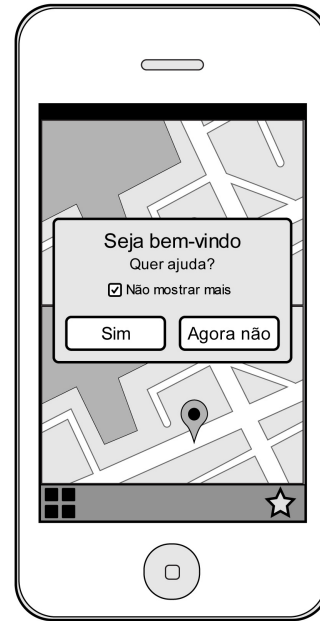 Seja bem-vindo
Quer ajuda?
Não mostrar mais
Sim
Agora não